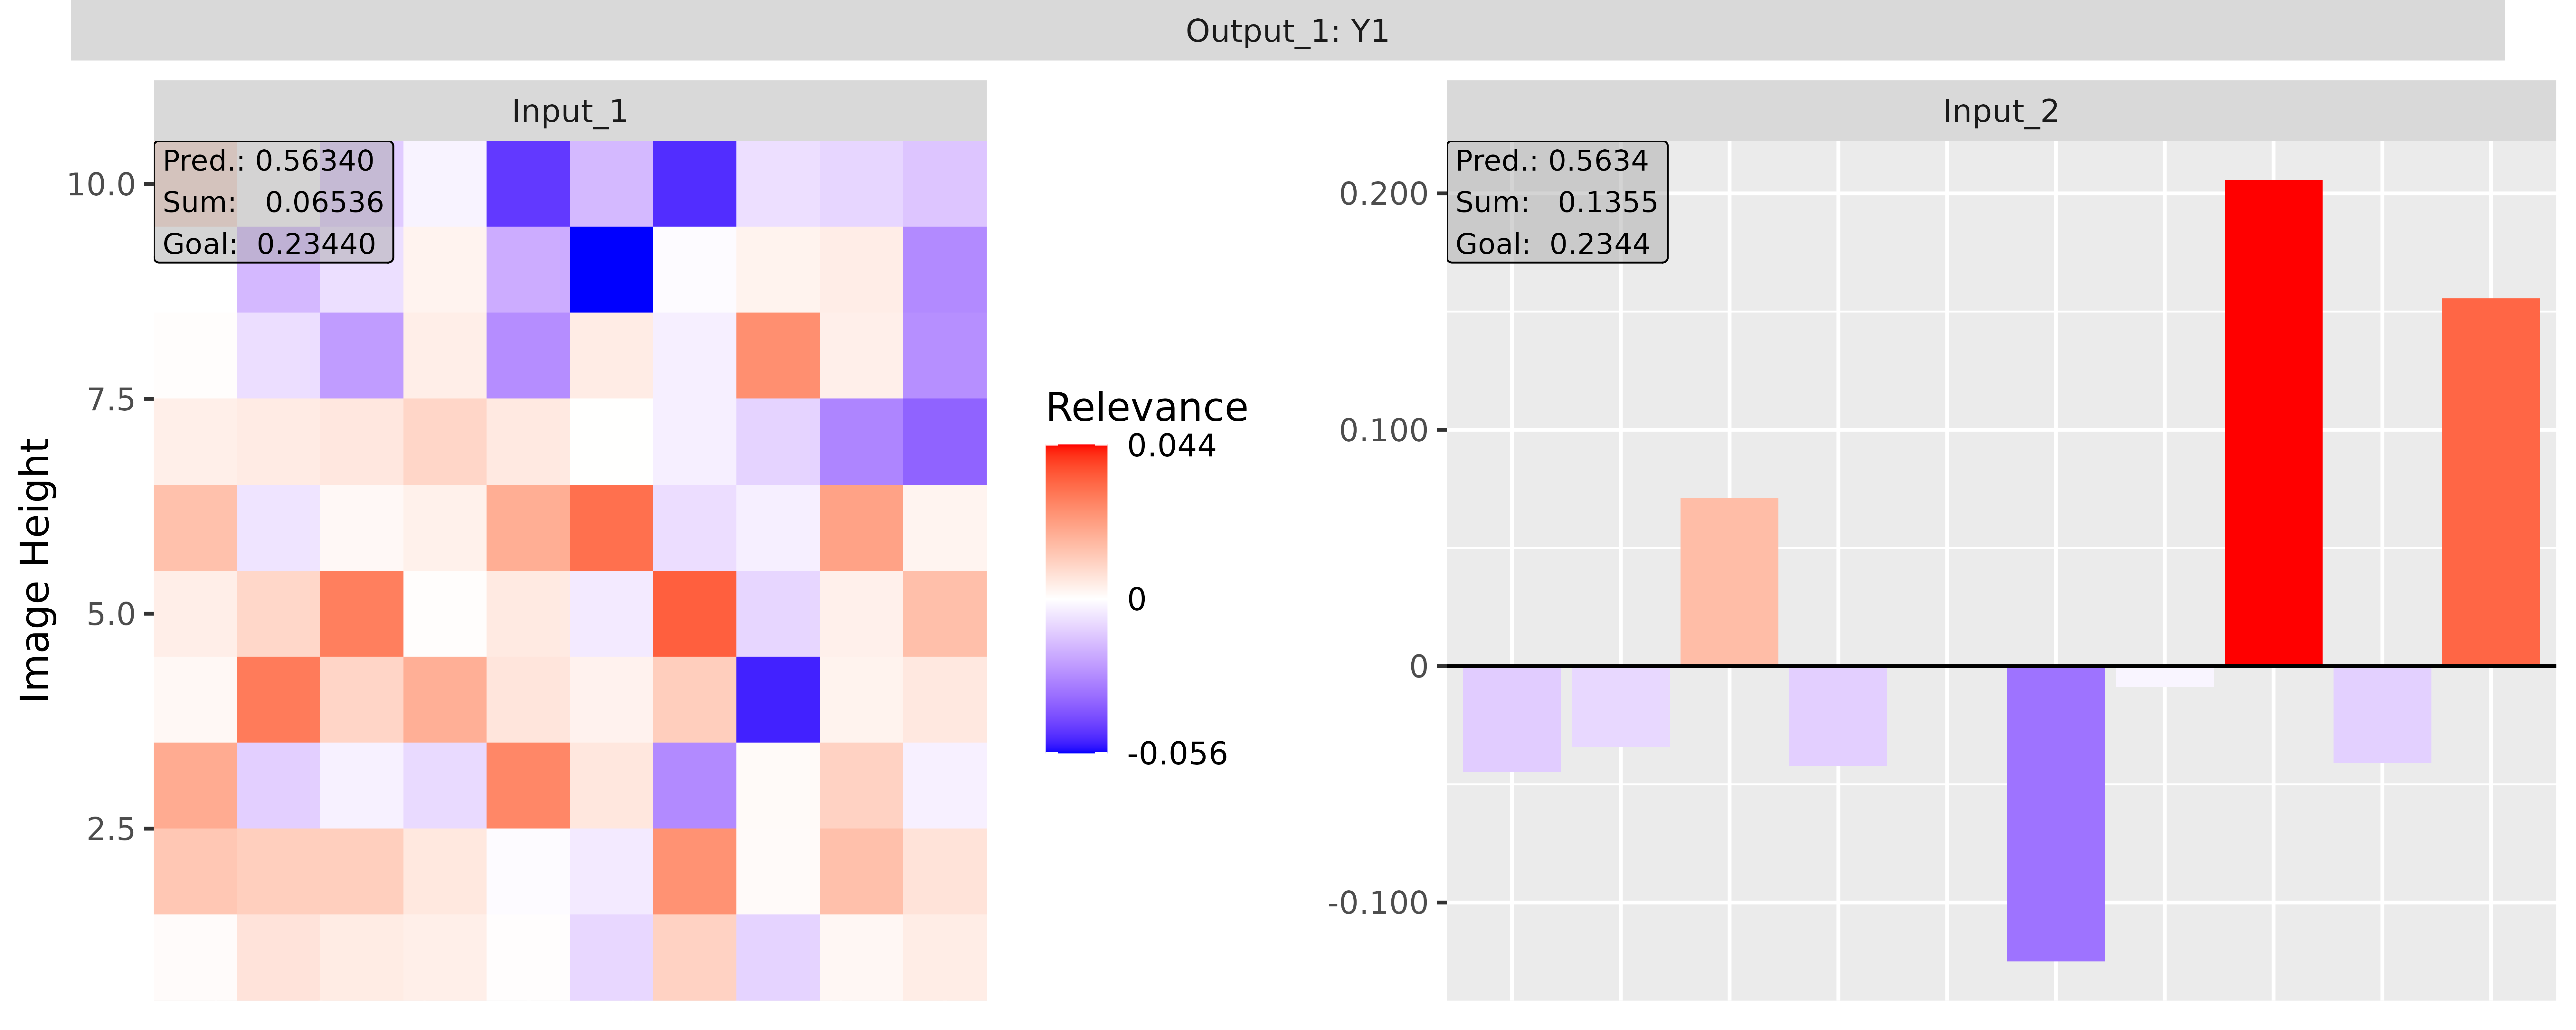 Output_1: Y1
Input_1
Pred.: 0.56340
Sum: 0.06536
Goal: 0.23440
10.0
7.5
5.0
2.5
Image Height
Relevance
0.044
0
-0.056
Input_2
Pred.: 0.5634
Sum: 0.1355
Goal: 0.2344
0.200
0.100
0
-0.100